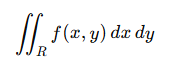 ∬_R f(x, y) dx dy